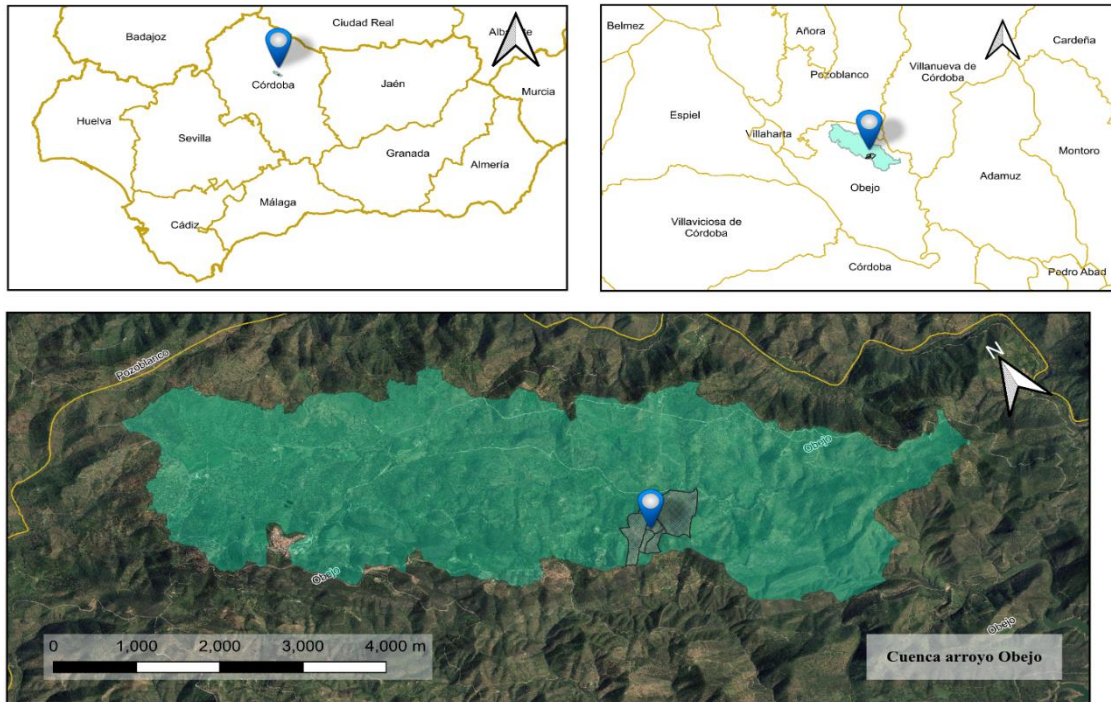 Ciudad Real
Badajoz
Córdoba
Jaén
Murcia
Huelva
Sevilla
Granada
Almería
Málaga
Cádiz
Belmez
Añora
Cardeña
Pozoblanco
Villanueva de
Córdoba
Espiel
Villaharta
Montoro
Adamuz
Obejo
Villaviciosa de
Córdoba
Córdoba
Pedro Abad
Pozoblanco
N
Obejo
Obejo
Obejo
0 1,000 2,000 3,000 4,000 m
Cuenca arroyo Obejo